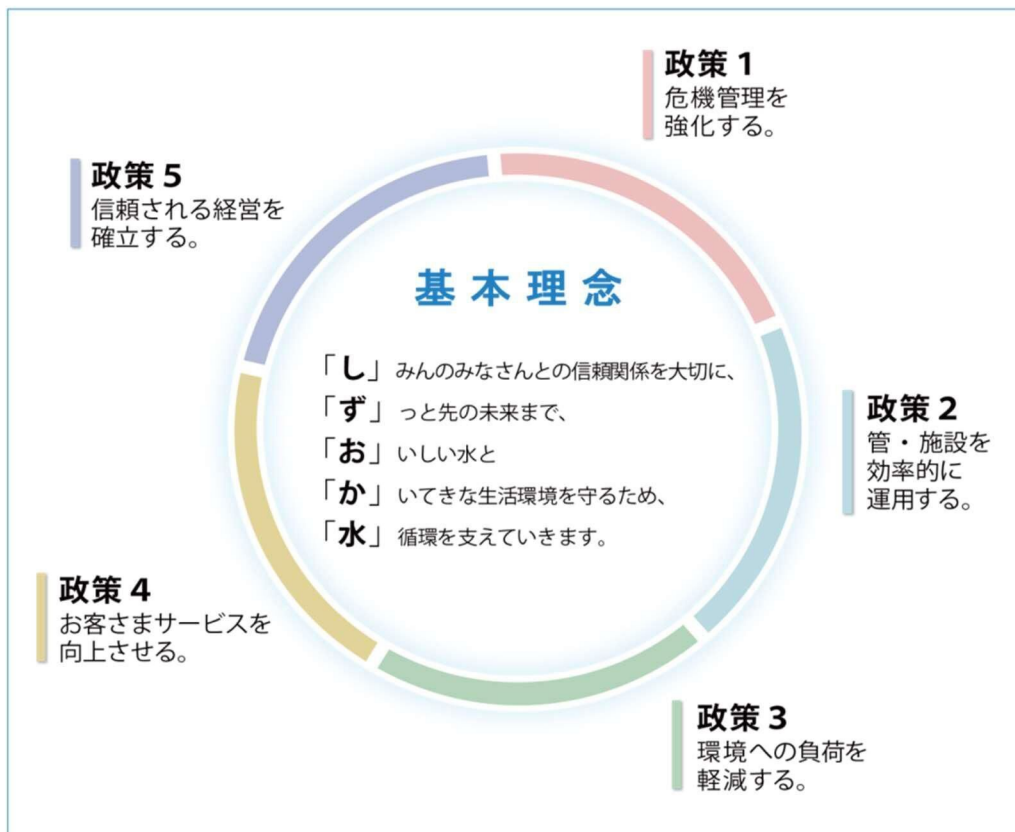 政策 1
危機管理を
強化する。
政策 5
信頼される経営を
確立する。
基本理念
「し」みんのみなさんとの信頼関係を大切に、
「ず」っと先の未来まで、
「お」いしい水と
「か」いてきな生活環境を守るため、
「水」循環を支えていきます。
政策 2
管・施設を
効率的に
運用する。
政策 4
お客さまサービスを
向上させる。
政策 3
環境への負荷を
軽減する。